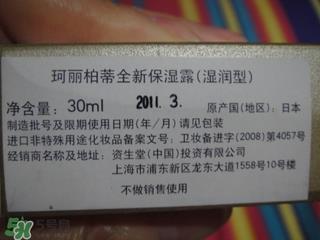 珂丽柏蒂全新保湿露(湿润型)
净含量: 30ml 2011.3. 原产国(地区): 日本
制造批号及限期使用日期(年/月)请见包装
进口非特殊用途化妆品备案文号: 卫妆备进字(2008)第4057号
经销商名称及地址: 资生堂(中国)投资有限公司
上海市浦东新区龙东大道1558号10号楼
不做销售使用